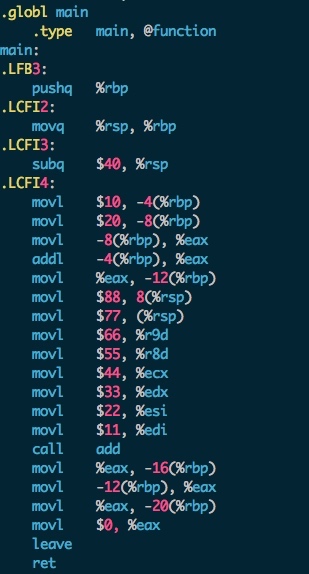 .globl main
.type main, @function
main:
.LFB3:
pushq %rbp
.LCFI2:
movq %rsp, %rbp
.LCFI3:
subq $40, %rsp
.LCFI4:
movl $10, -4(%rbp)
movl $20, -8(%rbp)
movl -8(%rbp), %eax
addl -4(%rbp), %eax
movl %eax, -12(%rbp)
movl $88, 8(%rsp)
movl $77, (%rsp)
movl $66, %r9d
movl $55, %r8d
movl $44, %ecx
movl $33, %edx
movl $22, %esi
movl $11, %edi
call add
movl %eax, -16(%rbp)
movl -12(%rbp), %eax
movl %eax, -20(%rbp)
movl $0, %eax
leave
ret